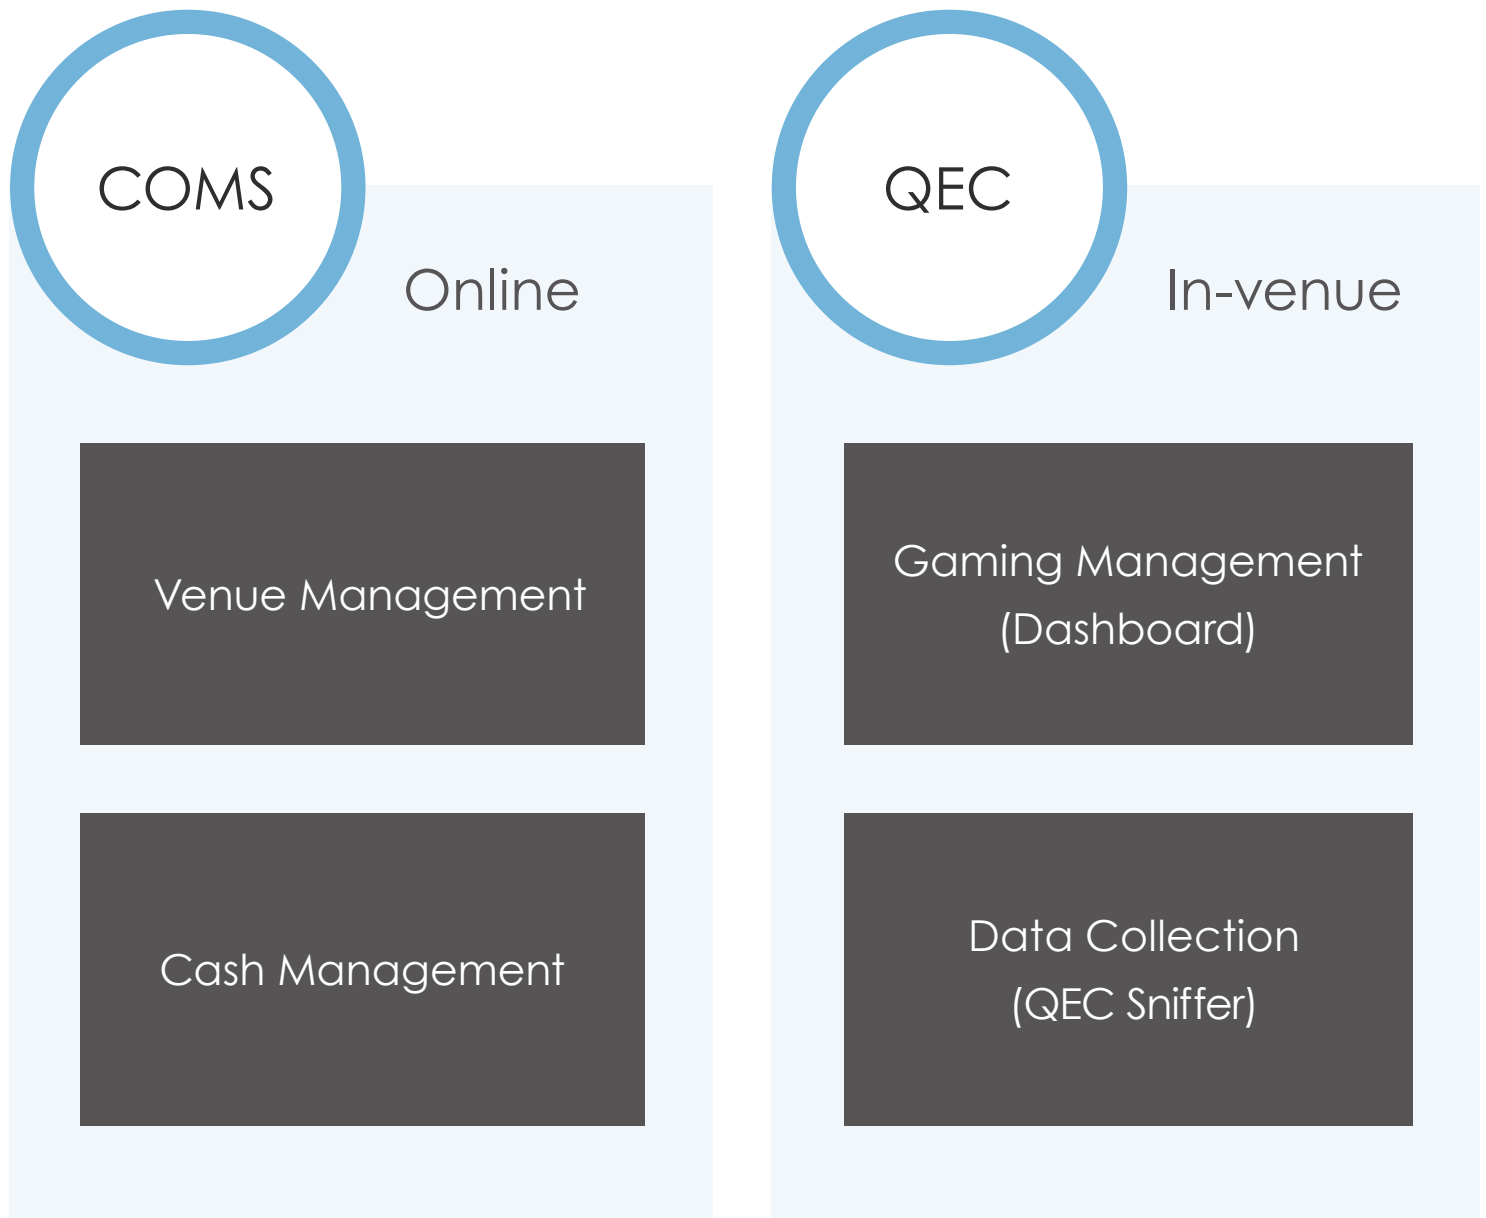 COMS
Online
Venue Management
Cash Management
QEC
In-venue
Gaming Management
(Dashboard)
Data Collection
(QEC Sniffer)